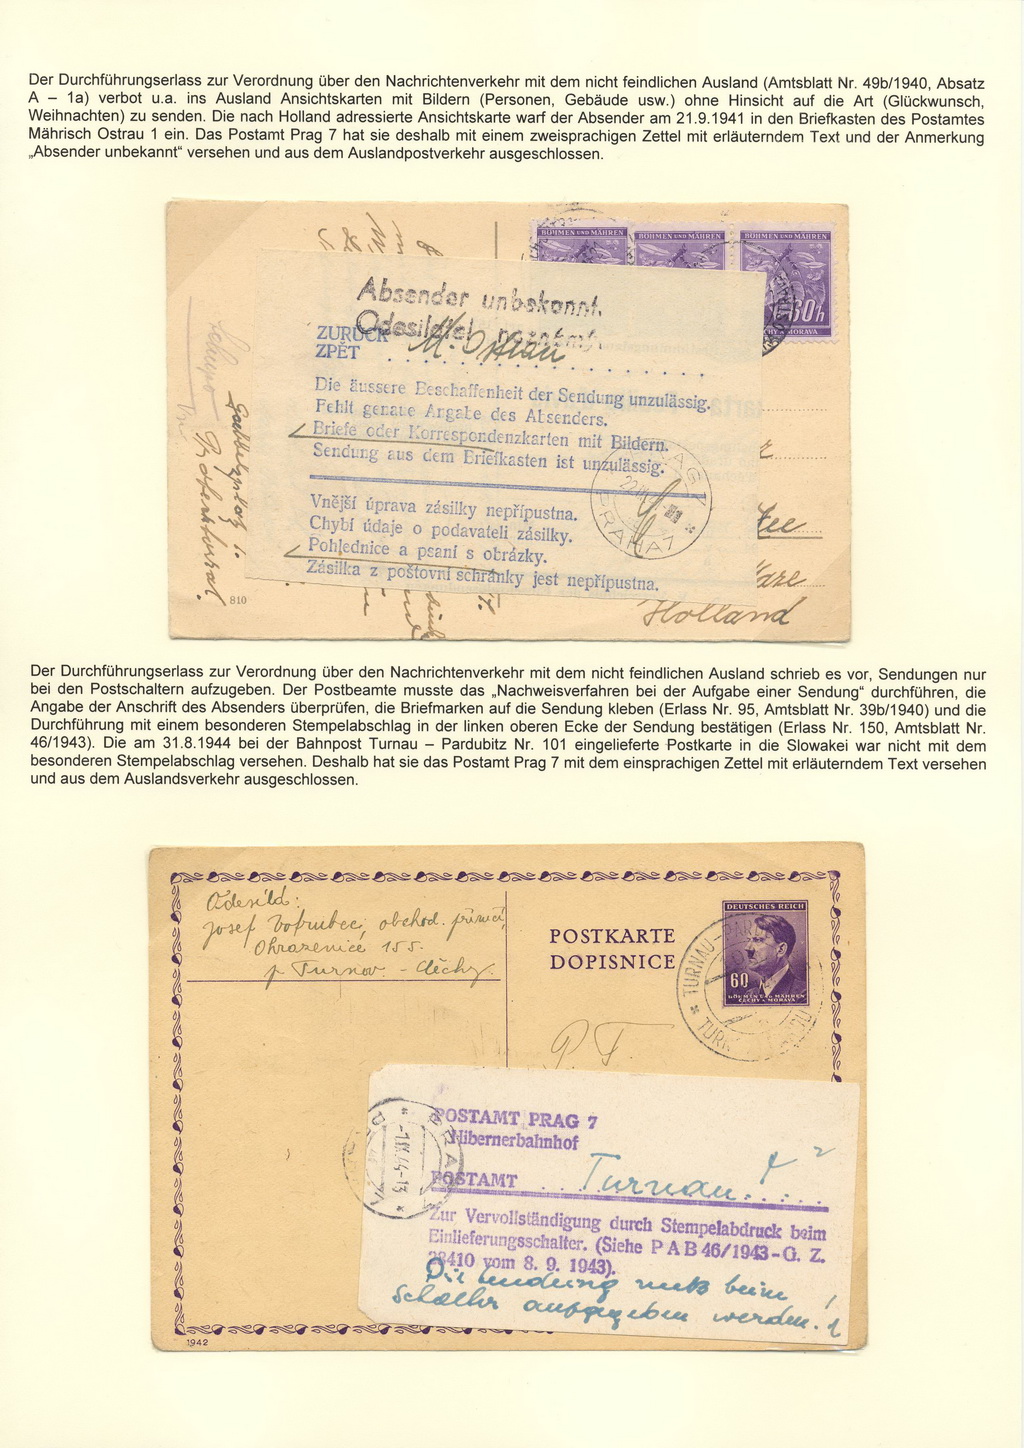 Der Durchführungserlass zur Verordnung über den Nachrichtenverkehr mit dem nicht feindlichen Ausland (Amtsblatt Nr. 49b/1940, Absatz
A – 1a) verbot u.a. ins Ausland Ansichtskarten mit Bildern (Personen, Gebäude usw.) ohne Hinsicht auf die Art (Glückwunsch,
Weihnachten) zu senden. Die nach Holland adressierte Ansichtskarte warf der Absender am 21.9.1941 in den Briefkasten des Postamtes
Mährisch Ostrau 1 ein. Das Postamt Prag 7 hat sie deshalb mit einem zweisprachigen Zettel mit erläuterndem Text und der Anmerkung
„Absender unbekannt“ versehen und aus dem Auslandpostverkehr ausgeschlossen.
BÖHMEN UND MÄHREN
BÖHMEN UND MÄHREN
BÖHMEN UND MÄHREN
30h
ČECHY A MORAVA
Absender unbekannt.
Odesílatel neznámý.
ZURÜCK
ZPĚT
M. Ostrau
Die äussere Beschaffenheit der Sendung unzulässig.
Fehlt genaue Angabe des Absenders.
Briefe oder Korrespondenzkarten mit Bildern.
Sendung aus dem Briefkasten ist unzulässig.
Vnější úprava zásilky nepřípustna.
Chybí údaje o podavateli zásilky.
Pohlednice a psaní s obrázky.
Zásilka z poštovní schránky jest nepřípustna.
PRAHA 7
810
Holland
Der Durchführungserlass zur Verordnung über den Nachrichtenverkehr mit dem nicht feindlichen Ausland schrieb es vor, Sendungen nur
bei den Postschaltern aufzugeben. Der Postbeamte musste das „Nachweisverfahren bei der Aufgabe einer Sendung“ durchführen, die
Angabe der Anschrift des Absenders überprüfen, die Briefmarken auf die Sendung kleben (Erlass Nr. 95, Amtsblatt Nr. 39b/1940) und die
Durchführung mit einem besonderen Stempelabschlag in der linken oberen Ecke der Sendung bestätigen (Erlass Nr. 150, Amtsblatt Nr.
46/1943). Die am 31.8.1944 bei der Bahnpost Turnau – Pardubitz Nr. 101 eingelieferte Postkarte in die Slowakei war nicht mit dem
besonderen Stempelabschlag versehen. Deshalb hat sie das Postamt Prag 7 mit dem einsprachigen Zettel mit erläuterndem Text versehen
und aus dem Auslandsverkehr ausgeschlossen.
Odesílá:
Josef Votrubec, obchod. příručí,
Ohrazenice 155.
p. Turnov - Čechy.
POSTKARTE
DOPISNICE
DEUTSCHES REICH
60
BÖHMEN UND MÄHREN
ČECHY A MORAVA
P. T.
POSTAMT PRAG 7
Hibernerbahnhof
POSTAMT Turnau
Zur Vervollständigung durch Stempelabdruck beim
Einlieferungsschalter. (Siehe P A B 46/1943-G. Z.
28410 vom 8. 9. 1943).
Die Sendung muß beim
Schalter aufgegeben werden!
1942